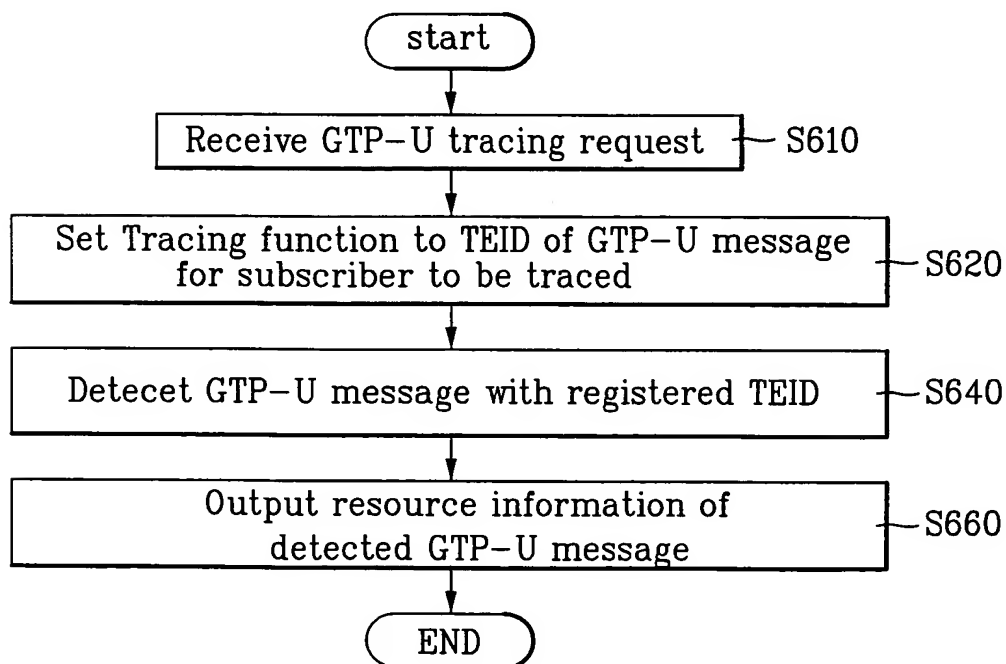 start
Receive GTP-U tracing request
S610
Set Tracing function to TEID of GTP-U message
for subscriber to be traced
S620
Detecet GTP-U message with registered TEID
S640
Output resource information of
detected GTP-U message
S660
END